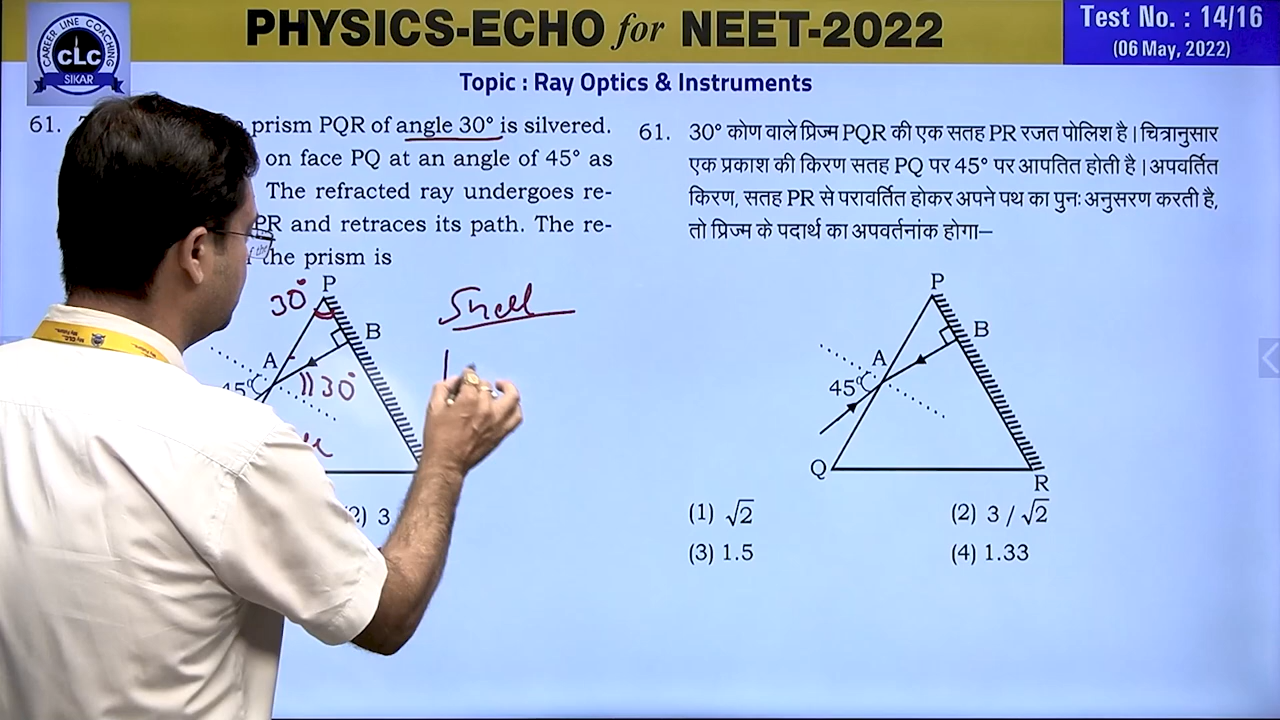 PHYSICS-ECHO for NEET-2022
Test No. : 14/16
(06 May, 2022)
CAREER LINE COACHING
CLC
SIKAR
Topic : Ray Optics & Instruments
61. prism PQR of angle 30° is silvered.
on face PQ at an angle of 45° as
The refracted ray undergoes re-
PR and retraces its path. The re-
the prism is
30°
P
B
A
45°
30°
Snell
1
(2) 3
61. 30° कोण वाले प्रिज्म PQR की एक सतह PR रजत पोलिश है। चित्रानुसार
एक प्रकाश की किरण सतह PQ पर 45° पर आपतित होती है। अपवर्तित
किरण, सतह PR से परावर्तित होकर अपने पथ का पुनः अनुसरण करती है,
तो प्रिज्म के पदार्थ का अपवर्तनांक होगा–
P
B
A
45°
Q
R
(1) √2
(2) 3 / √2
(3) 1.5
(4) 1.33